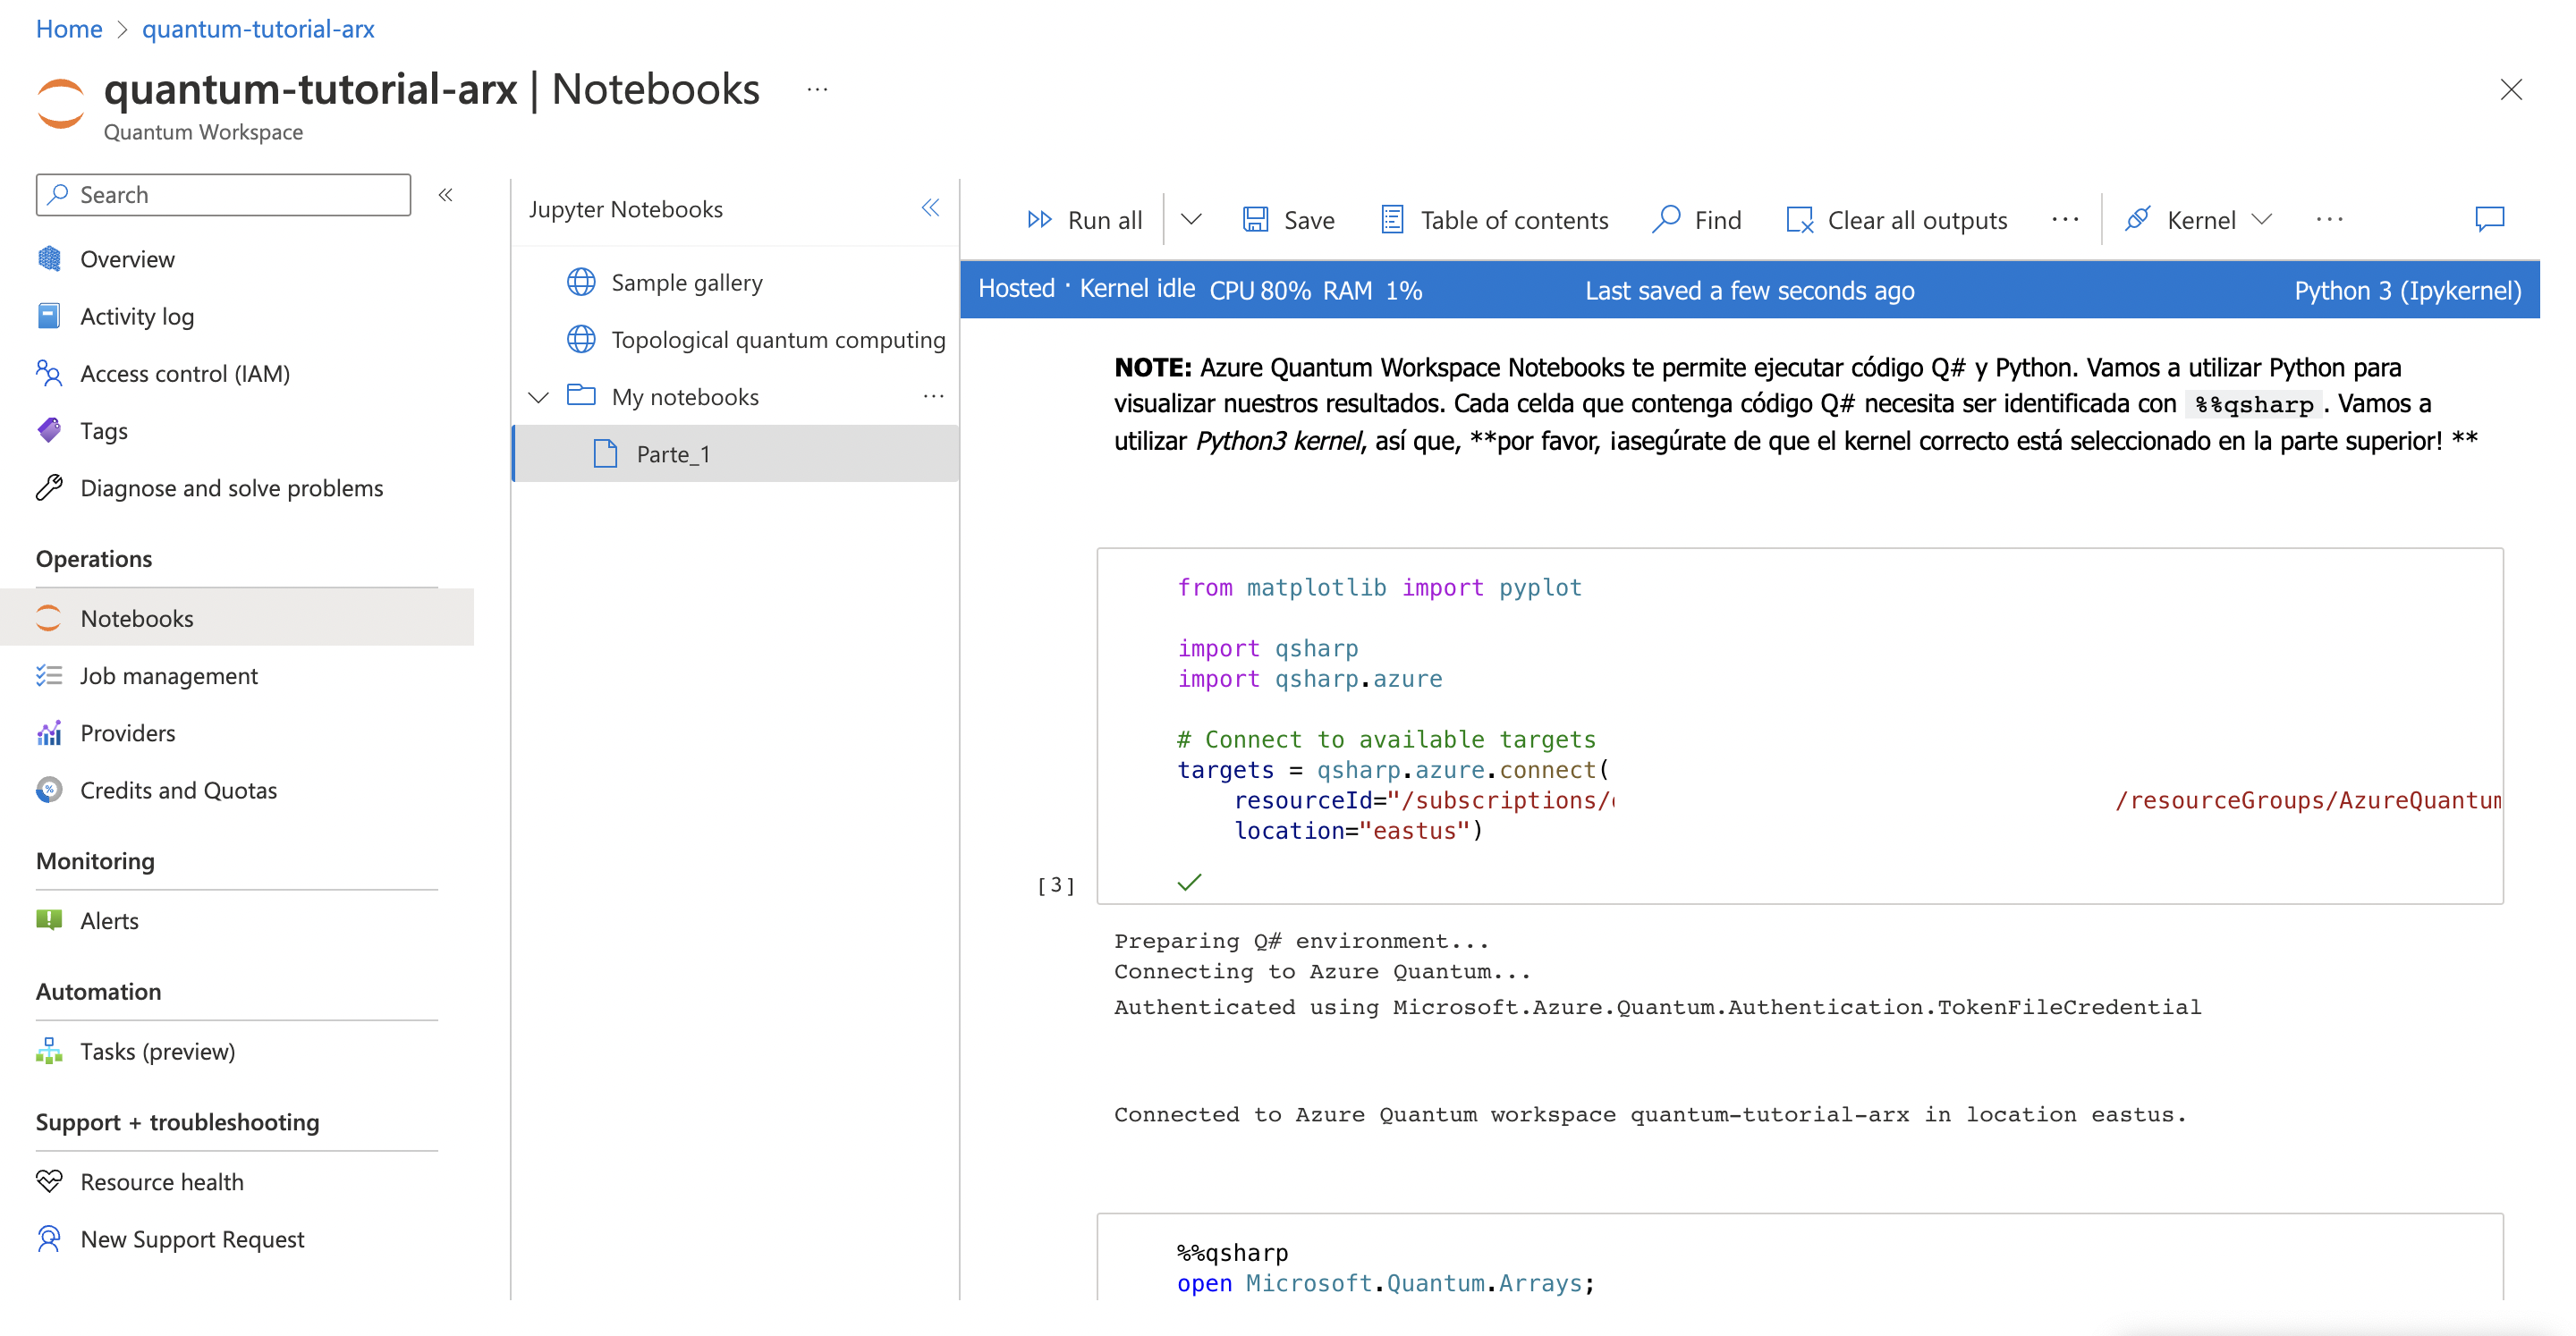 Home > quantum-tutorial-arx
quantum-tutorial-arx | Notebooks ...
Quantum Workspace
Search
Overview
Activity log
Access control (IAM)
Tags
Diagnose and solve problems
Operations
Notebooks
Job management
Providers
Credits and Quotas
Monitoring
Alerts
Automation
Tasks (preview)
Support + troubleshooting
Resource health
New Support Request
Jupyter Notebooks
Sample gallery
Topological quantum computing
My notebooks ...
Parte_1
Run all Save Table of contents Find Clear all outputs ... Kernel ...
Hosted · Kernel idle CPU 80% RAM 1% Last saved a few seconds ago Python 3 (Ipykernel)
NOTE: Azure Quantum Workspace Notebooks te permite ejecutar código Q# y Python. Vamos a utilizar Python para
visualizar nuestros resultados. Cada celda que contenga código Q# necesita ser identificada con %%qsharp . Vamos a
utilizar Python3 kernel, así que, **por favor, ¡asegúrate de que el kernel correcto está seleccionado en la parte superior! **
from matplotlib import pyplot
import qsharp
import qsharp.azure
# Connect to available targets
targets = qsharp.azure.connect(
resourceId="/subscriptions/ /resourceGroups/AzureQuantum
location="eastus")
[3]
Preparing Q# environment...
Connecting to Azure Quantum...
Authenticated using Microsoft.Azure.Quantum.Authentication.TokenFileCredential
Connected to Azure Quantum workspace quantum-tutorial-arx in location eastus.
%%qsharp
open Microsoft.Quantum.Arrays;